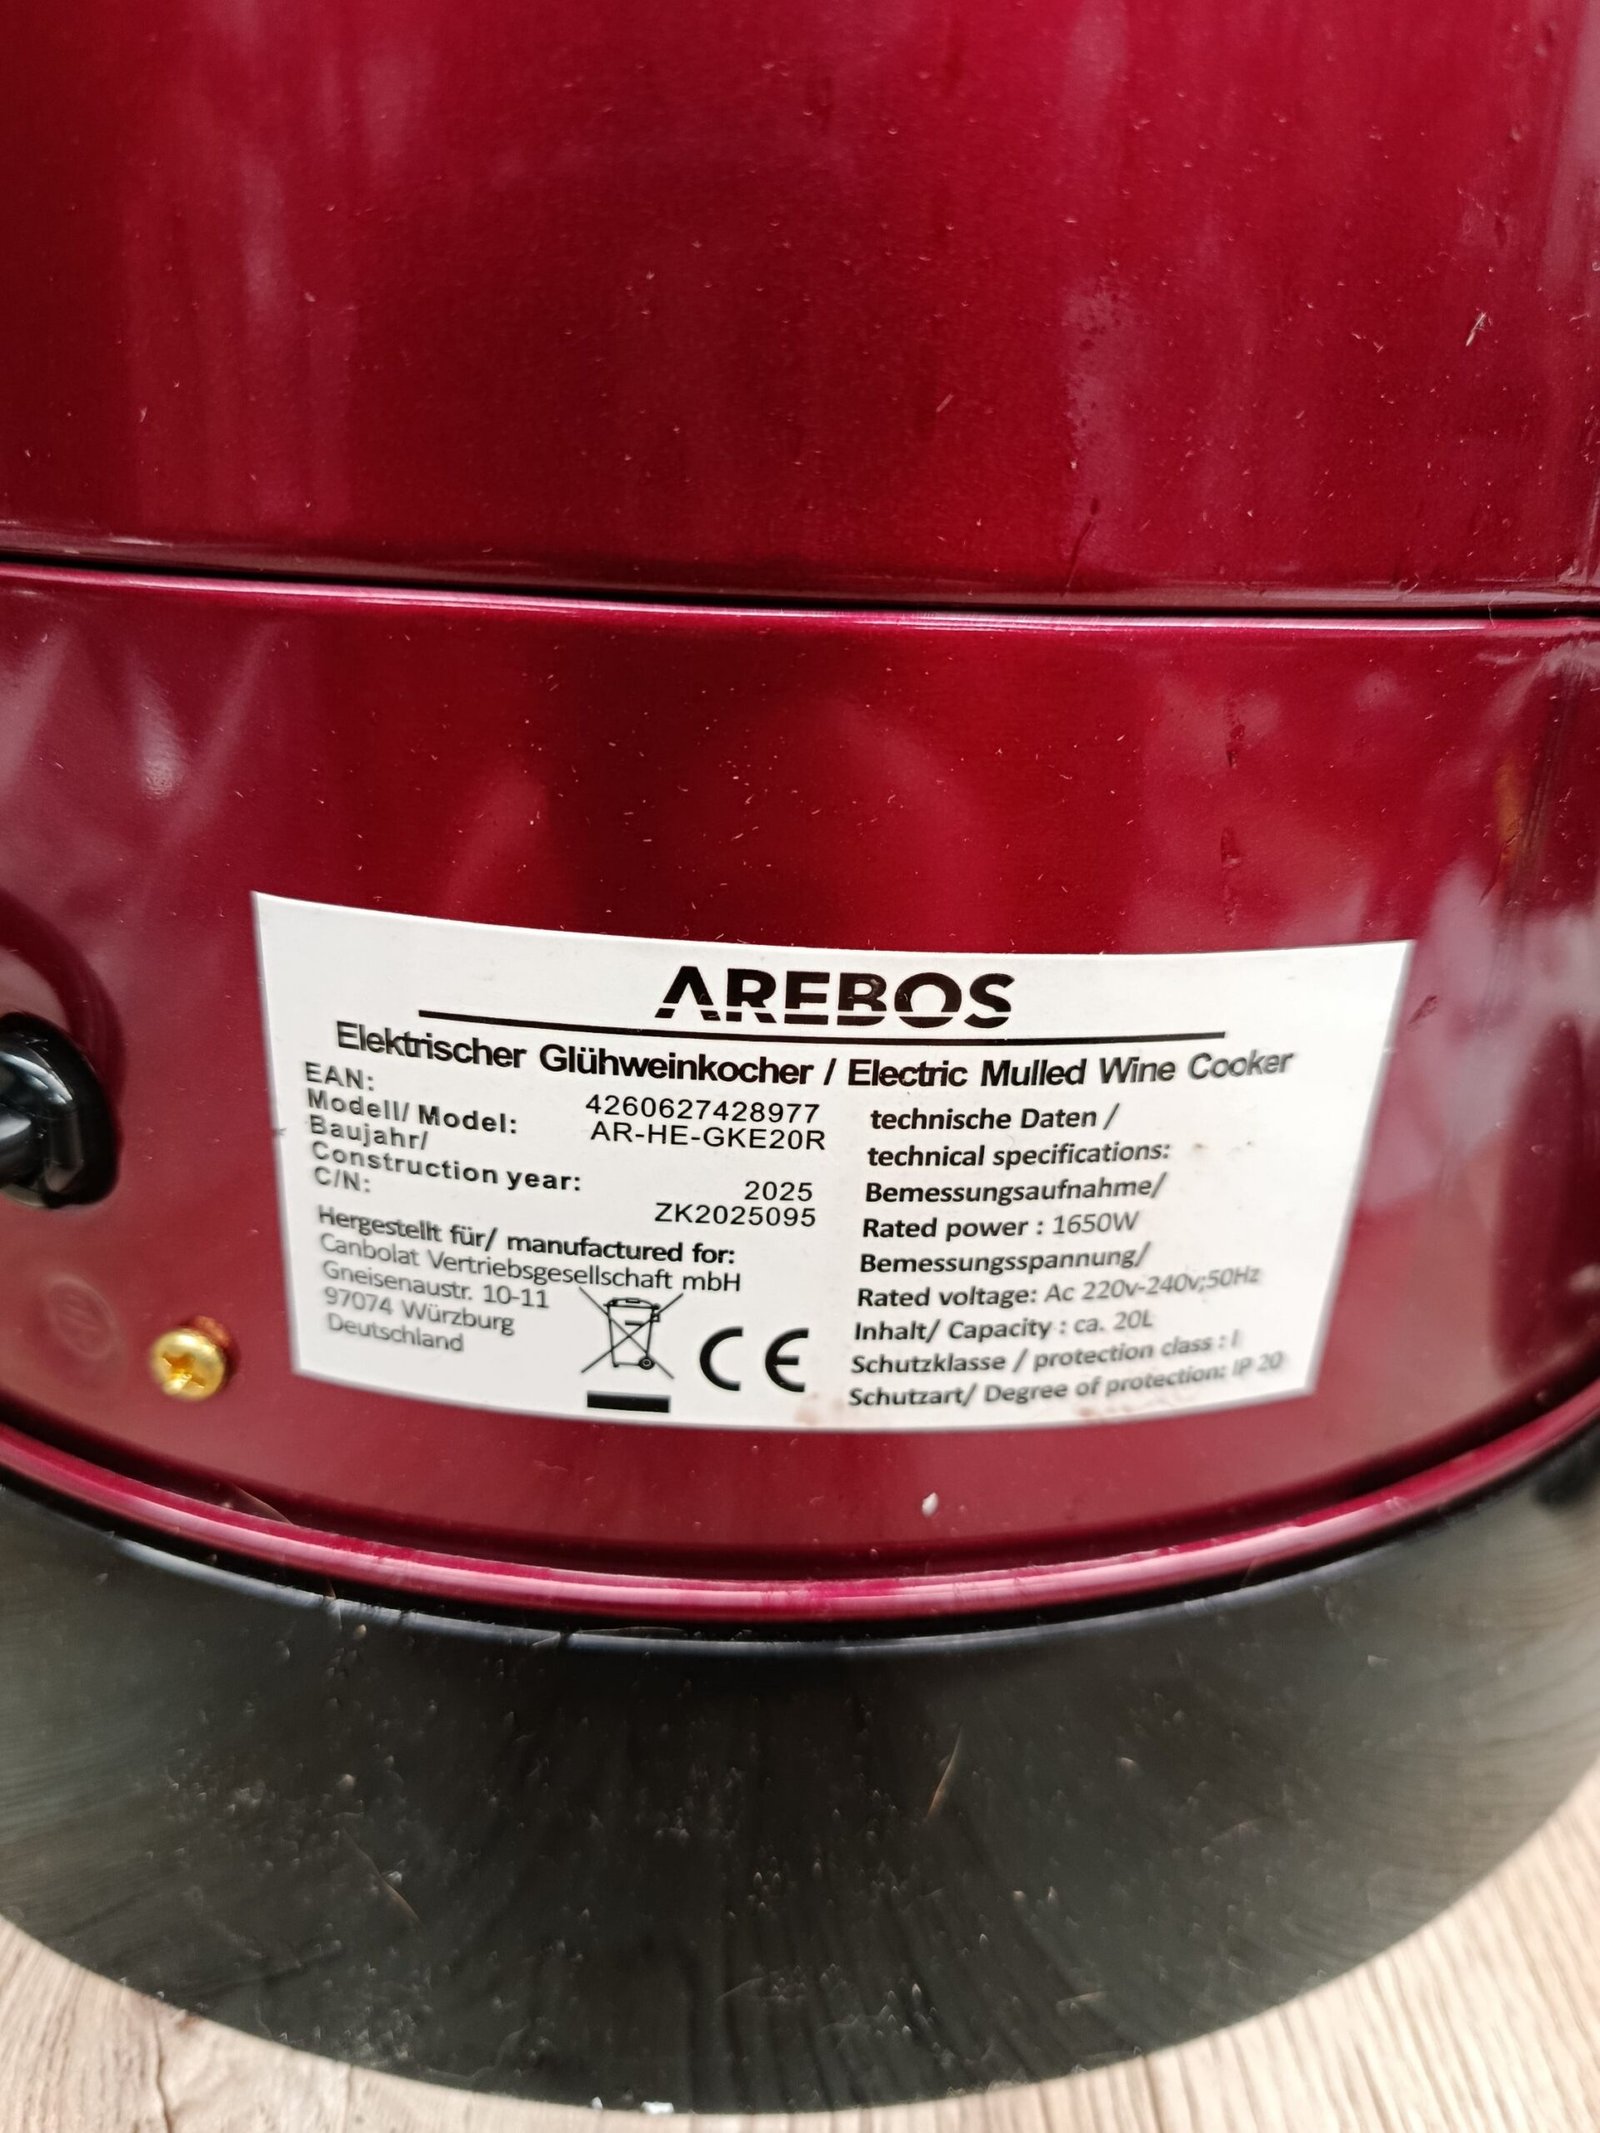 AREBOS
Elektrischer Glühweinkocher / Electric Mulled Wine Cooker
EAN: 4260627428977
Modell/ Model: AR-HE-GKE20R
Baujahr/
Construction year: 2025
C/N: ZK2025095
Hergestellt für/ manufactured for:
Canbolat Vertriebsgesellschaft mbH
Gneisenaustr. 10-11
97074 Würzburg
Deutschland
CE
technische Daten /
technical specifications:
Bemessungsaufnahme/
Rated power : 1650W
Bemessungsspannung/
Rated voltage: Ac 220v-240v;50Hz
Inhalt/ Capacity : ca. 20L
Schutzklasse / protection class : I
Schutzart/ Degree of protection: IP 20